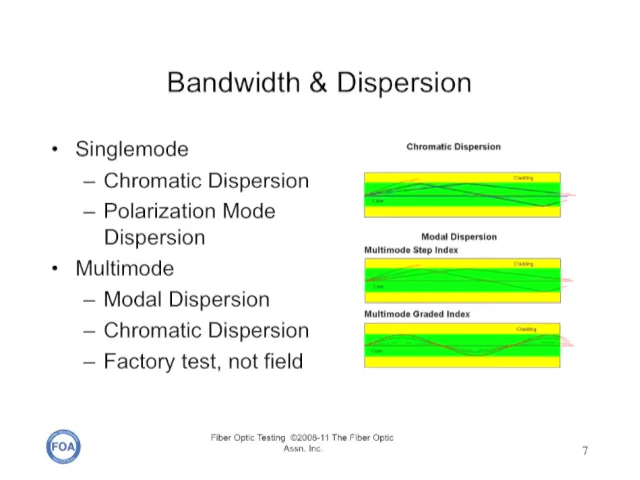 Bandwidth & Dispersion
• Singlemode
– Chromatic Dispersion
– Polarization Mode
Dispersion
• Multimode
– Modal Dispersion
– Chromatic Dispersion
– Factory test, not field
Chromatic Dispersion
Cladding
Core
Modal Dispersion
Multimode Step Index
Cladding
Core
Multimode Graded Index
Cladding
Core
FOA
Fiber Optic Testing ©2008-11 The Fiber Optic
Assn. Inc.
7